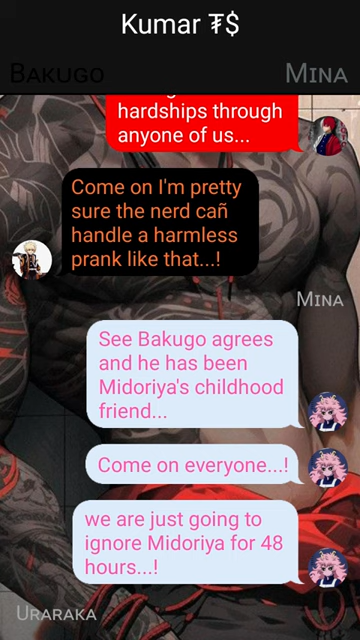 Kumar ₮$
BAKUGO
MINA
hardships through
anyone of us...
Come on I'm pretty
sure the nerd cañ
handle a harmless
prank like that...!
MINA
See Bakugo agrees
and he has been
Midoriya's childhood
friend...
Come on everyone...!
we are just going to
ignore Midoriya for 48
hours...!
URARAKA